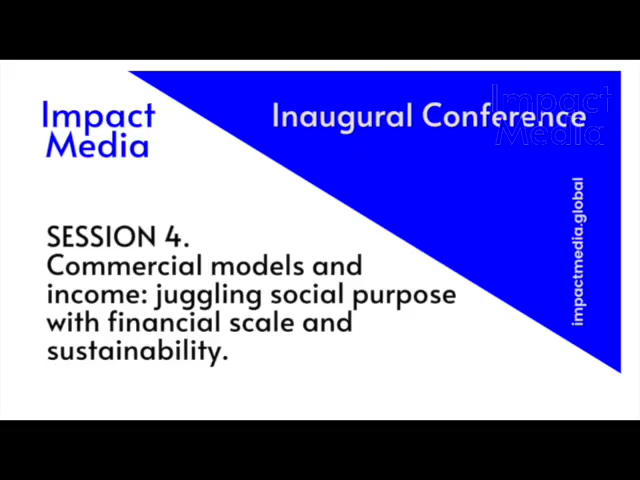 Impact
Media
Inaugural Conference
Impact
Media
impactmedia.global
SESSION 4.
Commercial models and
income: juggling social purpose
with financial scale and
sustainability.